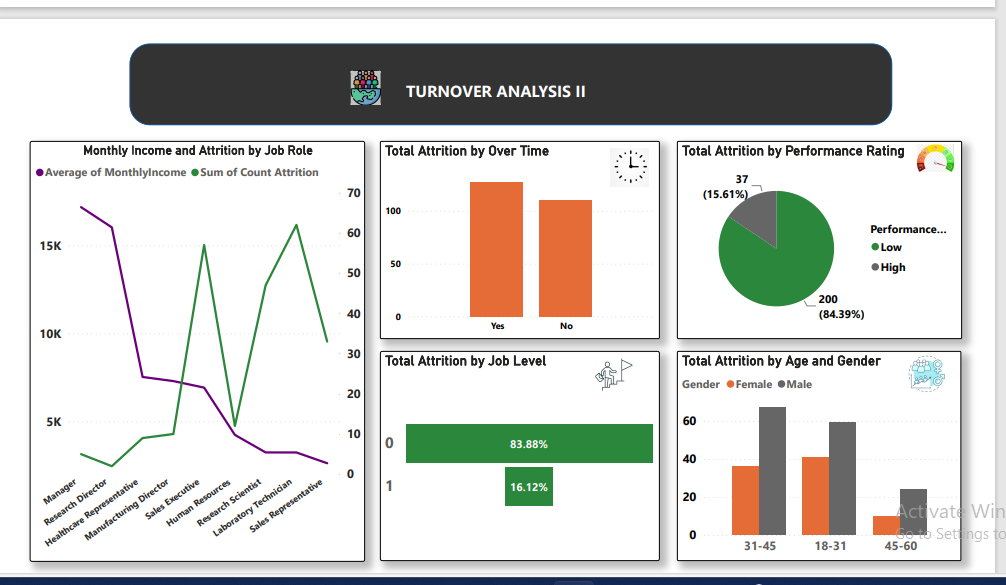 TURNOVER ANALYSIS II
Monthly Income and Attrition by Job Role
Average of MonthlyIncome Sum of Count Attrition
70
60
15K
50
40
10K
30
20
5K
10
0
Manager
Research Director
Healthcare Representative
Manufacturing Director
Sales Executive
Human Resources
Research Scientist
Laboratory Technician
Sales Representative
Total Attrition by Over Time
100
50
0
Yes No
Total Attrition by Performance Rating
37
(15.61%)
Performance...
Low
High
200
(84.39%)
Total Attrition by Job Level
0 83.88%
1 16.12%
Total Attrition by Age and Gender
Gender Female Male
60
40
20
0
31-45 18-31 45-60
Activate Win
Go to Settings to